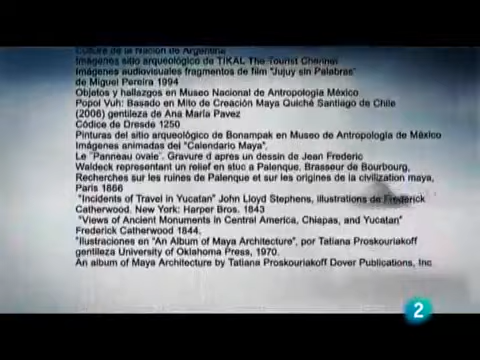 Cultura de la Nación de Argentina
Imágenes sitio arqueológico de TIKAL The Tourist Channel
Imágenes audiovisuales fragmentos de film "Jujuy sin Palabras"
de Miguel Pereira 1994
Objetos y hallazgos en Museo Nacional de Antropologia México
Popol Vuh: Basado en Mito de Creación Maya Quiché Santiago de Chile
(2006) gentileza de Ana María Pavez
Códice de Dresde 1250
Pinturas del sitio arqueológico de Bonampak en Museo de Antropologia de México
Imágenes animadas del "Calendario Maya".
Le "Panneau ovale". Gravure d apres un dessin de Jean Frederic
Waldeck representant un relief en stuc a Palenque, Brasseur de Bourbourg,
Recherches sur les ruines de Palenque et sur les origines de la civilization maya,
Paris 1866
"Incidents of Travel in Yucatan" John Lloyd Stephens, illustrations de Frederick
Catherwood. New York: Harper Bros. 1843
"Views of Ancient Monuments in Central America, Chiapas, and Yucatan"
Frederick Catherwood 1844.
"Ilustraciones en "An Album of Maya Architecture", por Tatiana Proskouriakoff
gentileza University of Oklahoma Press, 1970.
An album of Maya Architecture by Tatiana Proskouriakoff Dover Publications, Inc
2